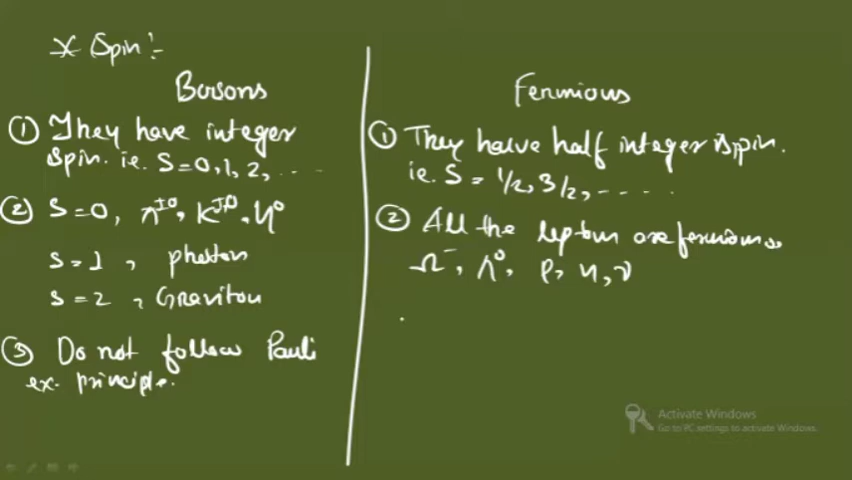 * Spin :-
Bosons
① They have integer
spin. ie. S=0,1,2, ....
② S=0, π±,0, K±,0, η0
S=1, photon
S=2, Graviton
③ Do not follow Pauli
ex. principle.
Fermions
① They have half integer spin.
ie. S = 1/2, 3/2, .....
② All the lepton are fermions
Ω-, Λ0, p, n, ν
Activate Windows
Go to PC settings to activate Windows.